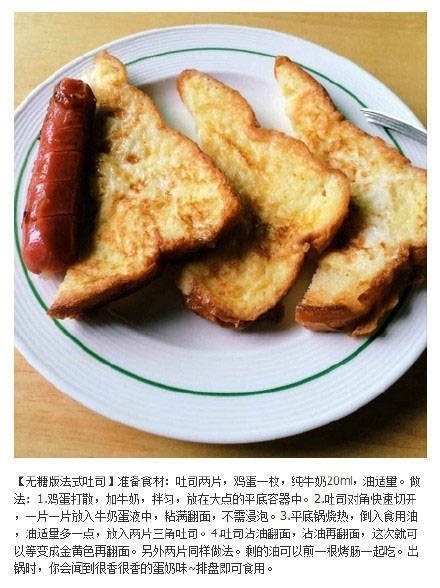 【无糖版法式吐司】准备食材：吐司两片，鸡蛋一枚，纯牛奶20ml，油适量。做
法：1.鸡蛋打散，加牛奶，拌匀，放在大点的平底容器中。2.吐司对角快速切开
，一片一片放入牛奶蛋液中，粘满翻面，不需浸泡。3.平底锅烧热，倒入食用油
，油适量多一点，放入两片三角吐司。4.吐司沾油翻面，沾油再翻面，这次就可
以等变成金黄色再翻面。另外两片同样做法。剩的油可以煎一根烤肠一起吃。出
锅时，你会闻到很香很香的蛋奶味~排盘即可食用。